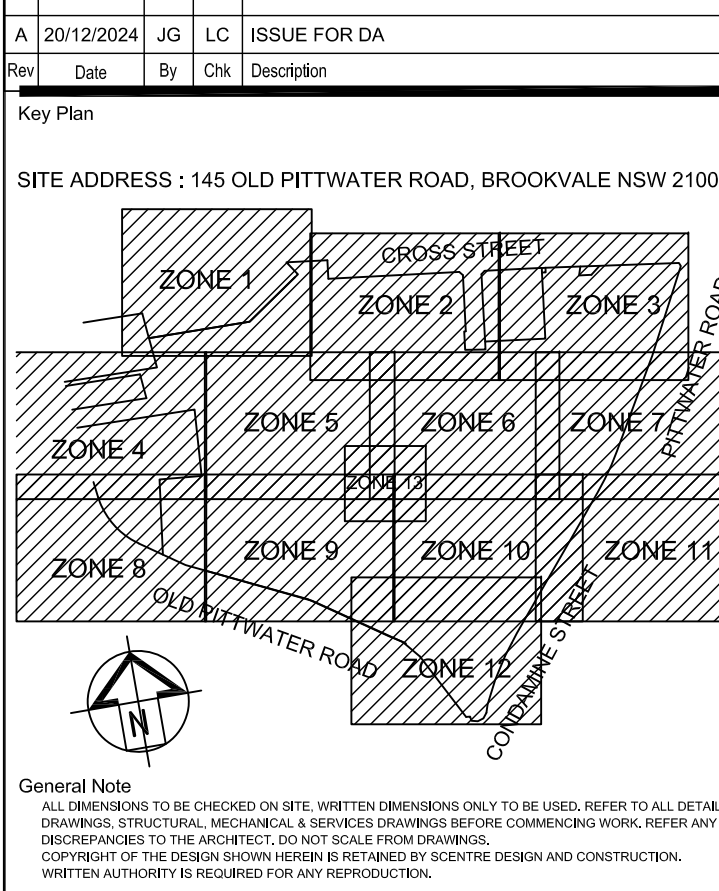 A 20/12/2024 JG LC ISSUE FOR DA
Rev Date By Chk Description
Key Plan
SITE ADDRESS : 145 OLD PITTWATER ROAD, BROOKVALE NSW 2100
CROSS STREET
ZONE 1
ZONE 2
ZONE 3
PITTWATER ROAD
ZONE 4
ZONE 5
ZONE 6
ZONE 7
ZONE 13
ZONE 8
ZONE 9
ZONE 10
ZONE 11
OLD PITTWATER ROAD
ZONE 12
CONDAMINE STREET
N
General Note
ALL DIMENSIONS TO BE CHECKED ON SITE, WRITTEN DIMENSIONS ONLY TO BE USED. REFER TO ALL DETAIL
DRAWINGS, STRUCTURAL, MECHANICAL & SERVICES DRAWINGS BEFORE COMMENCING WORK. REFER ANY
DISCREPANCIES TO THE ARCHITECT. DO NOT SCALE FROM DRAWINGS.
COPYRIGHT OF THE DESIGN SHOWN HEREIN IS RETAINED BY SCENTRE DESIGN AND CONSTRUCTION.
WRITTEN AUTHORITY IS REQUIRED FOR ANY REPRODUCTION.